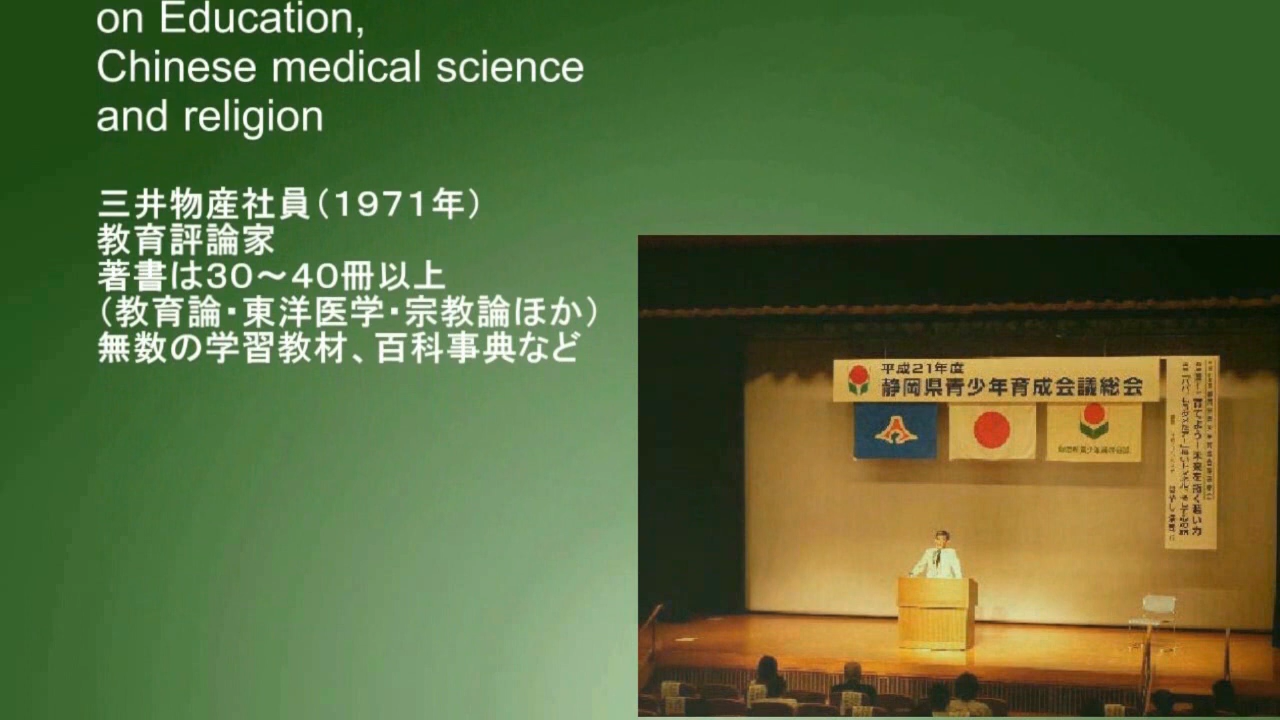 on Education,
Chinese medical science
and religion
三井物産社員（１９７１年）
教育評論家
著書は３０～４０冊以上
（教育論・東洋医学・宗教論ほか）
無数の学習教材、百科事典など
平成21年度
静岡県青少年育成会議総会